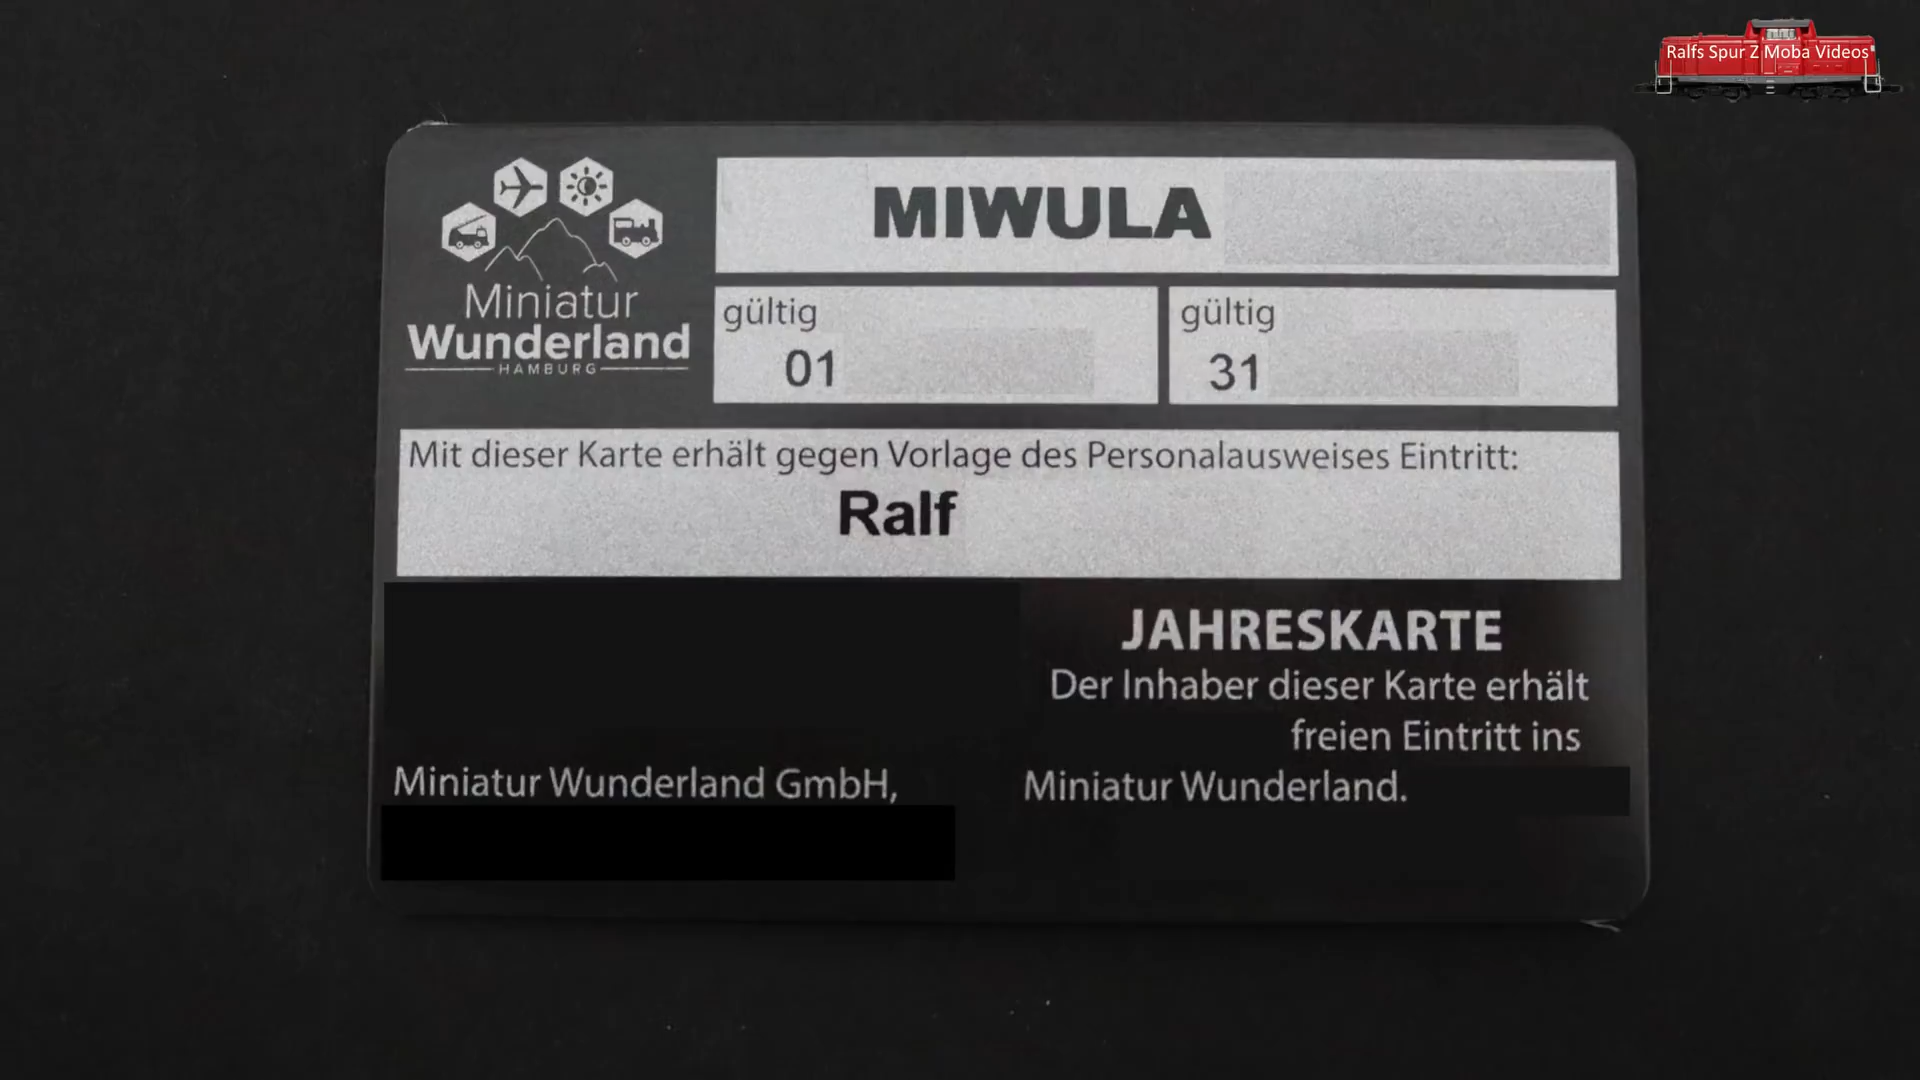 Ralfs Spur Z Moba Videos
Miniatur
Wunderland
HAMBURG
MIWULA
gültig
01
gültig
31
Mit dieser Karte erhält gegen Vorlage des Personalausweises Eintritt:
Ralf
JAHRESKARTE
Der Inhaber dieser Karte erhält
freien Eintritt ins
Miniatur Wunderland.
Miniatur Wunderland GmbH,